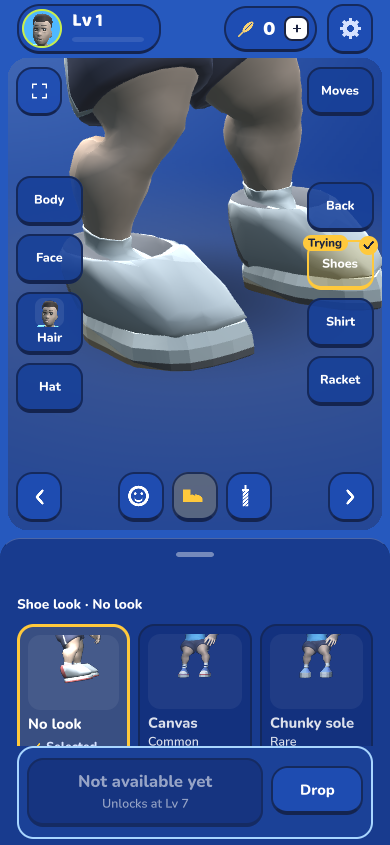 Lv 1
0
+
Moves
Body
Back
Face
Trying
Shoes
Hair
Shirt
Hat
Racket
Shoe look · No look
No look
✓ Selected
Canvas
Common
Chunky sole
Rare
Not available yet
Unlocks at Lv 7
Drop